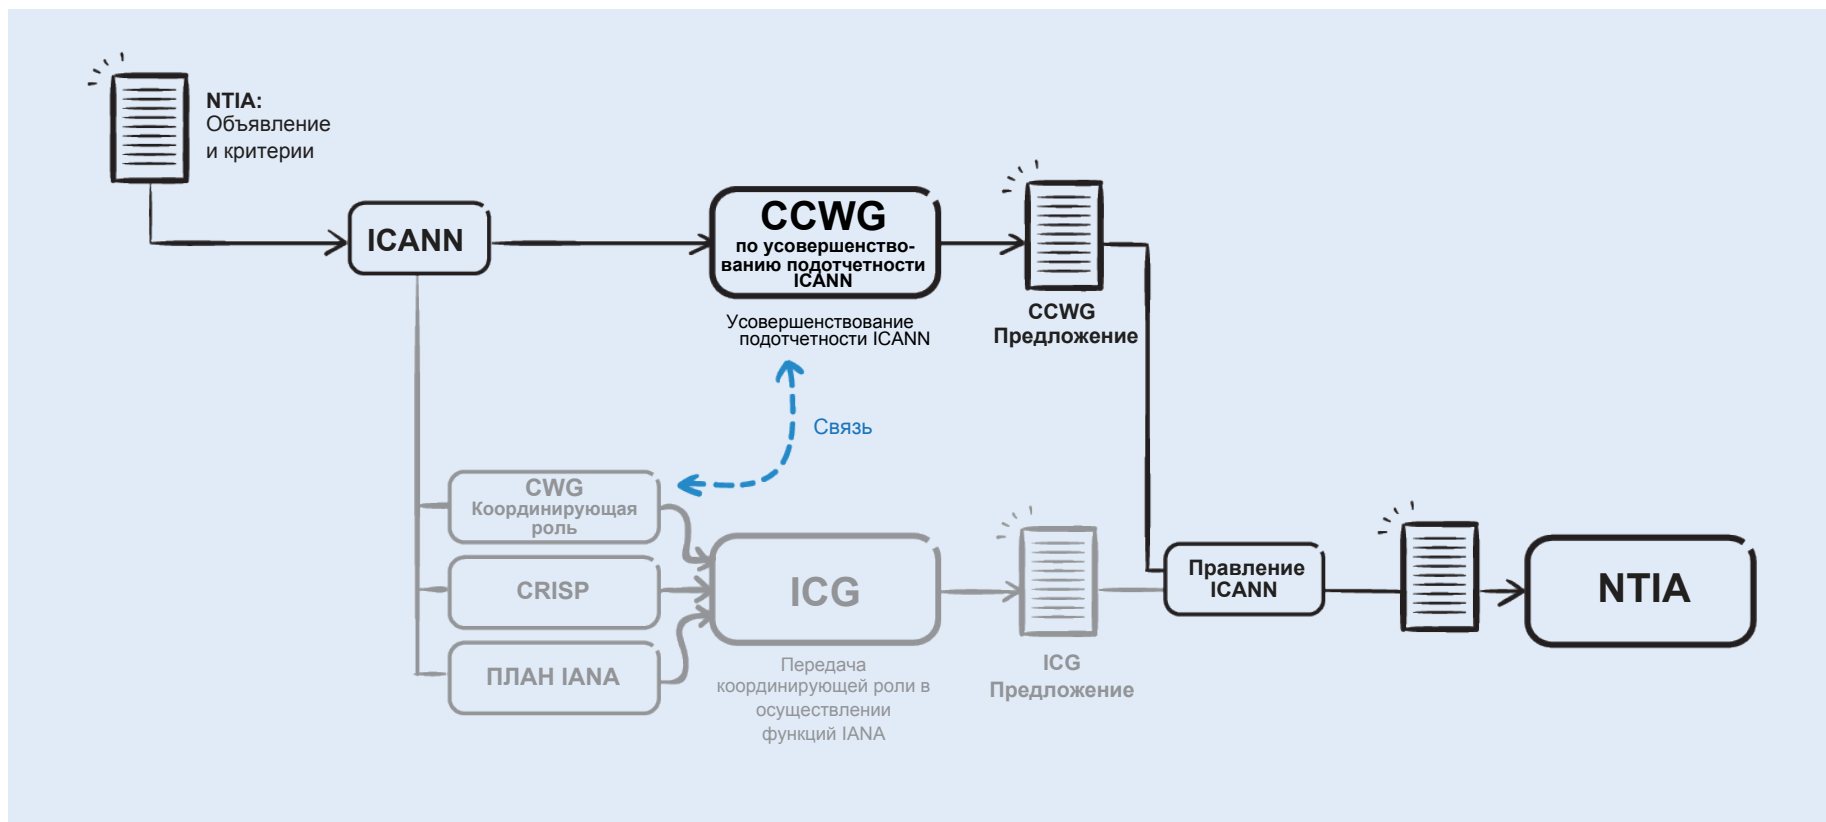 NTIA:
Объявление
и критерии
ICANN
CCWG
по усовершенство-
ванию подотчетности
ICANN
Усовершенствование
подотчетности ICANN
CCWG
Предложение
Связь
CWG
Координирующая
роль
CRISP
ПЛАН IANA
ICG
Передача
координирующей роли в
осуществлении
функций IANA
ICG
Предложение
Правление
ICANN
NTIA